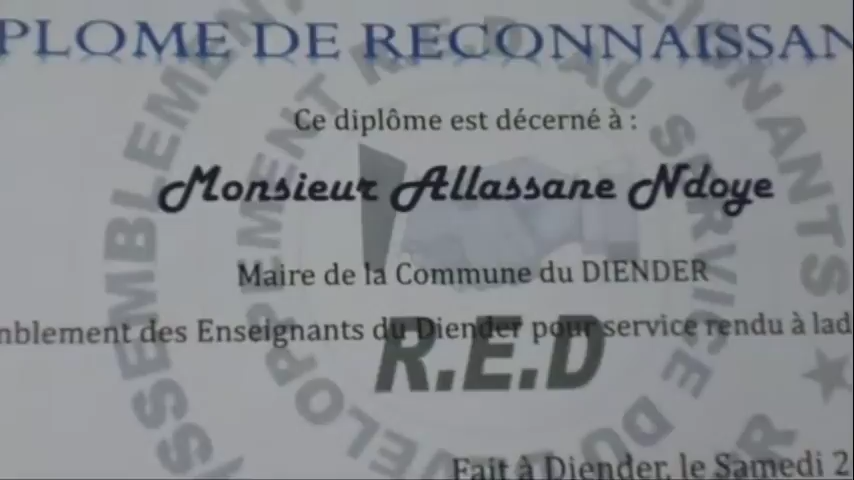 PLOME DE RECONNAISSAN
Ce diplôme est décerné à :
Monsieur Allassane Ndoye
Maire de la Commune du DIENDER
mblement des Enseignants du Diender pour service rendu à lad
R.E.D
Fait à Diender, le Samedi 2